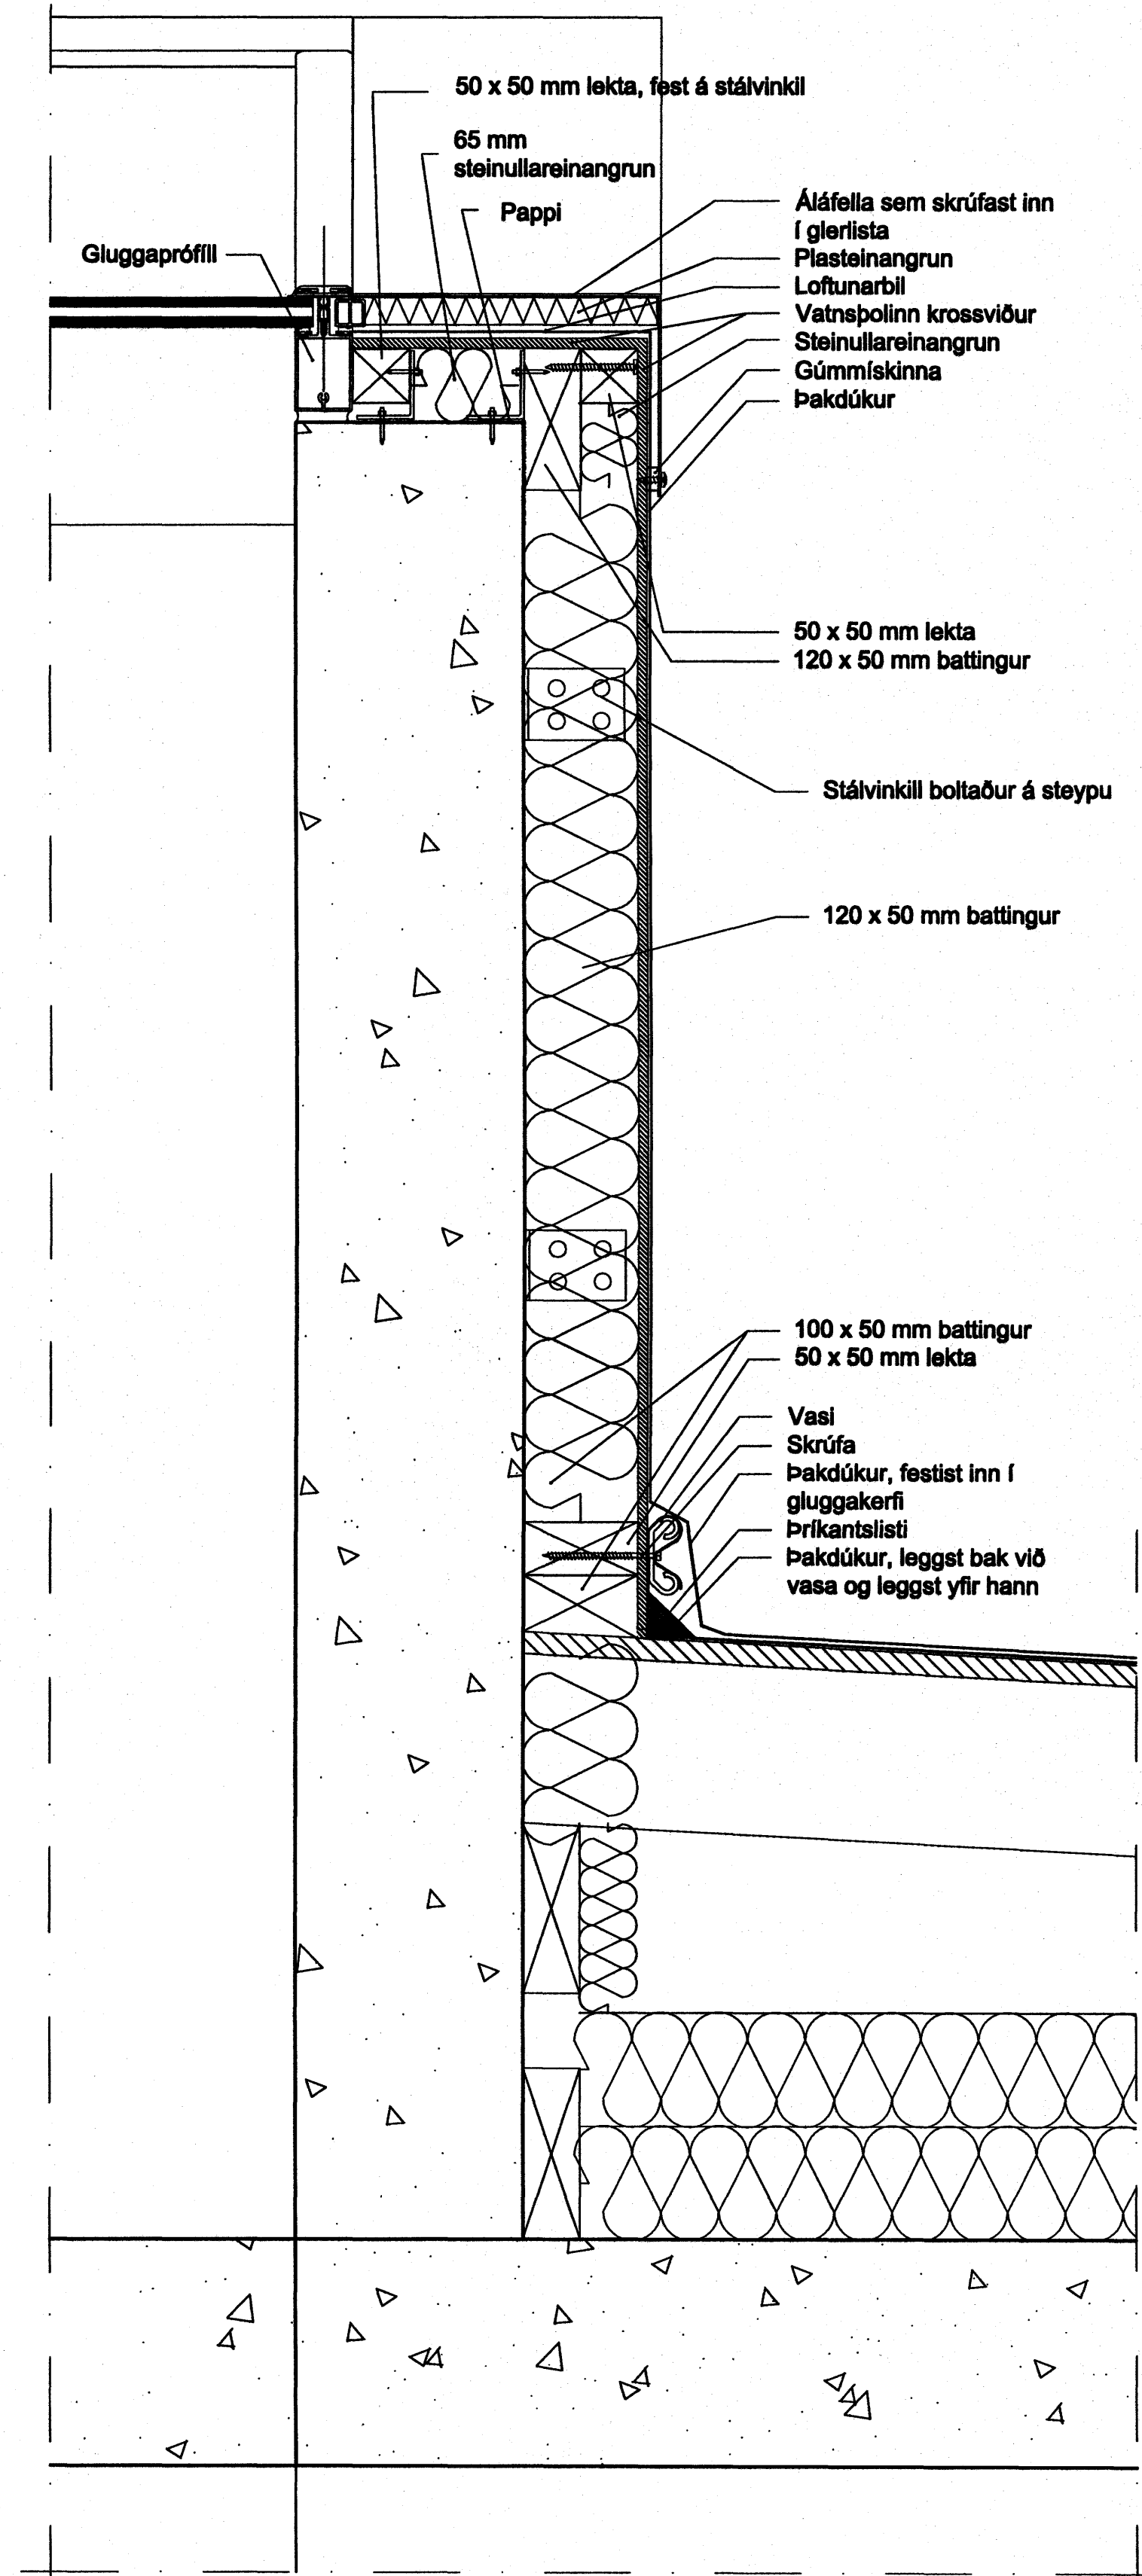 50 x 50 mm lekta, fest á stálvinkil
65 mm
steinullareinangrun
Pappi
Gluggaprófíll
Áláfella sem skrúfast inn
í glerlista
Plasteinangrun
Loftunarbil
Vatnsþolinn krossviður
Steinullareinangrun
Gúmmískinna
Þakdúkur
50 x 50 mm lekta
120 x 50 mm battingur
Stálvinkill boltaður á steypu
120 x 50 mm battingur
100 x 50 mm battingur
50 x 50 mm lekta
Vasi
Skrúfa
Þakdúkur, festist inn í
gluggakerfi
Þríkantslisti
Þakdúkur, leggst bak við
vasa og leggst yfir hann